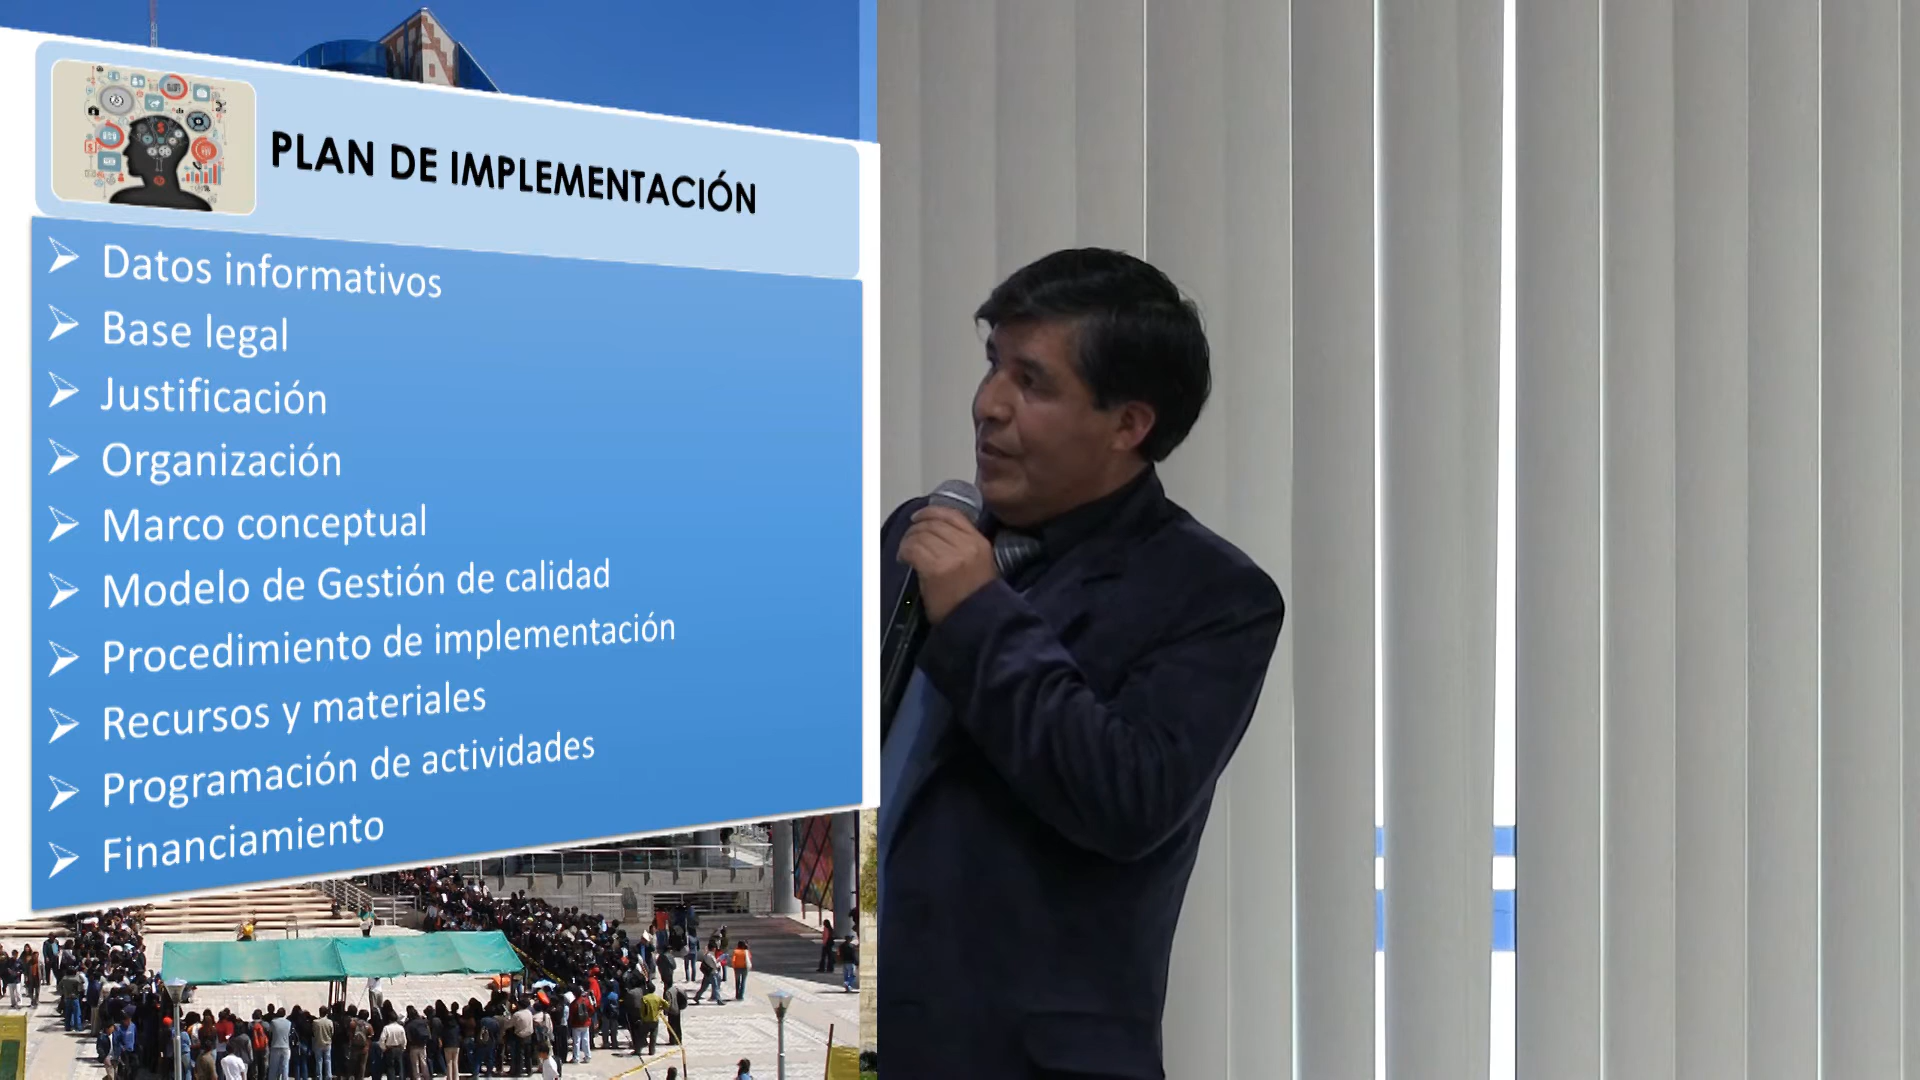 PLAN DE IMPLEMENTACIÓN
Datos informativos
Base legal
Justificación
Organización
Marco conceptual
Modelo de Gestión de calidad
Procedimiento de implementación
Recursos y materiales
Programación de actividades
Financiamiento